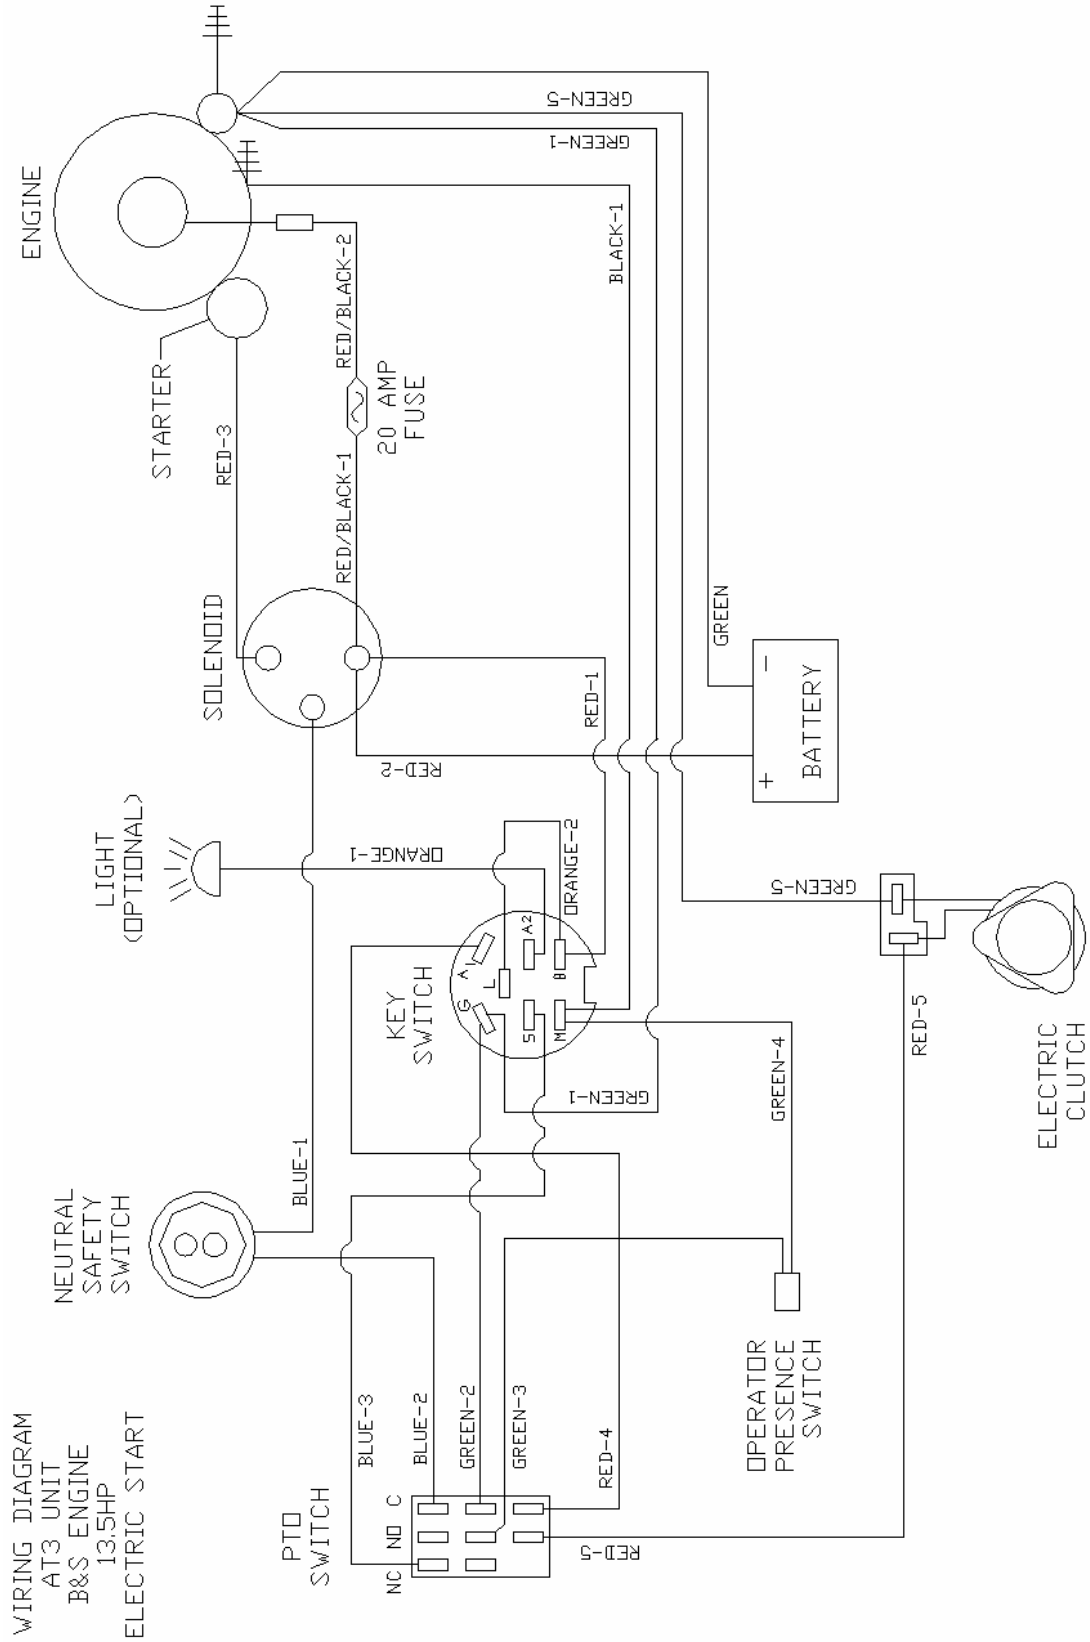 WIRING DIAGRAM
AT3 UNIT
B&S ENGINE
13.5HP
ELECTRIC START
NEUTRAL
SAFETY
SWITCH
LIGHT
(OPTIONAL)
SOLENOID
STARTER
ENGINE
BLUE-1
RED-3
ORANGE-1
PTO
SWITCH
NC
NO
C
BLUE-3
BLUE-2
GREEN-2
GREEN-3
RED-4
RED-5
KEY
SWITCH
G
A1
L
S
A2
M
B
ORANGE-2
GREEN-1
RED-2
RED-1
RED/BLACK-1
20 AMP
FUSE
RED/BLACK-2
BLACK-1
GREEN-1
GREEN-5
GREEN
BATTERY
+
-
OPERATOR
PRESENCE
SWITCH
GREEN-4
GREEN-5
RED-5
ELECTRIC
CLUTCH